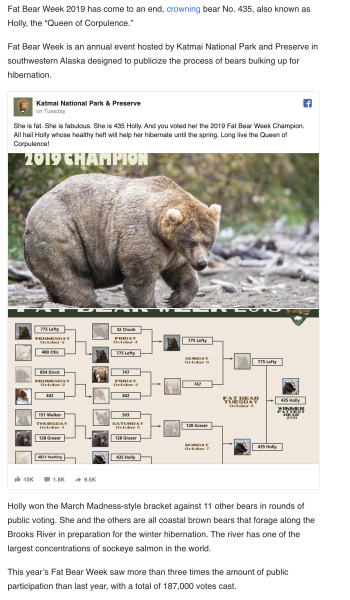 Fat Bear Week 2019 has come to an end, crowning bear No. 435, also known as
Holly, the “Queen of Corpulence.”
Fat Bear Week is an annual event hosted by Katmai National Park and Preserve in
southwestern Alaska designed to publicize the process of bears bulking up for
hibernation.
Katmai National Park & Preserve
on Tuesday
She is fat. She is fabulous. She is 435 Holly. And you voted her the 2019 Fat Bear Week Champion.
All hail Holly whose healthy heft will help her hibernate until the spring. Long live the Queen of
Corpulence!
2019 CHAMPION
FAT BEAR WEEK 2019
775 Lefty
WEDNESDAY
October 2
480 Otis
32 Chunk
FRIDAY
October 4
775 Lefty
775 Lefty
SUNDAY
October 6
747
775 Lefty
854 Divot
WEDNESDAY
October 2
402
747
FRIDAY
October 4
402
FAT BEAR
TUESDAY
October 8
435 Holly
WINNER
FATTEST
BEAR
2019
151 Walker
THURSDAY
October 3
128 Grazer
503
SATURDAY
October 5
128 Grazer
128 Grazer
MONDAY
October 7
435 Holly
482's Yearling
435 Holly
10K 1.8K 9.5K
Holly won the March Madness-style bracket against 11 other bears in rounds of
public voting. She and the others are all coastal brown bears that forage along the
Brooks River in preparation for the winter hibernation. The river has one of the
largest concentrations of sockeye salmon in the world.
This year’s Fat Bear Week saw more than three times the amount of public
participation than last year, with a total of 187,000 votes cast.